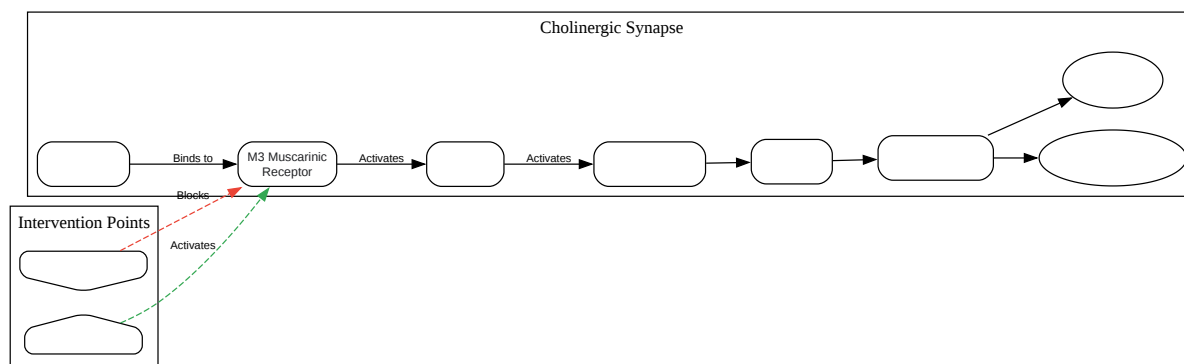 Cholinergic Synapse
Binds to
M3 Muscarinic
Receptor
Activates
Activates
Blocks
Intervention Points
Activates